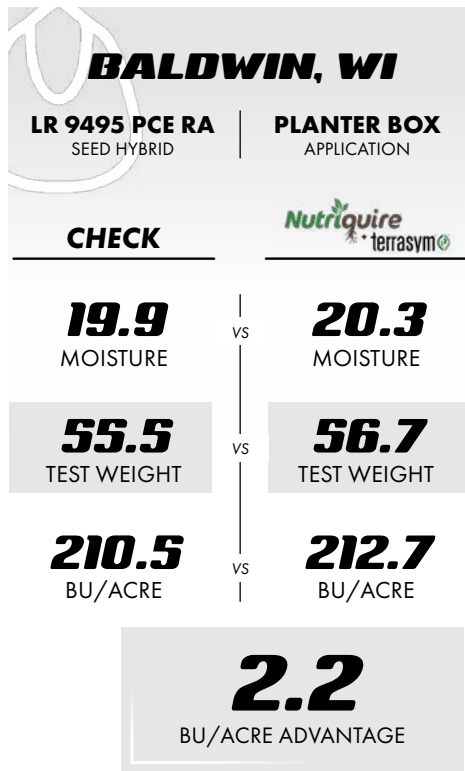 BALDWIN, WI
LR 9495 PCE RA
SEED HYBRID
PLANTER BOX
APPLICATION
CHECK
Nutriquire
+ terrasym
19.9
MOISTURE
vs
20.3
MOISTURE
55.5
TEST WEIGHT
vs
56.7
TEST WEIGHT
210.5
BU/ACRE
vs
212.7
BU/ACRE
2.2
BU/ACRE ADVANTAGE